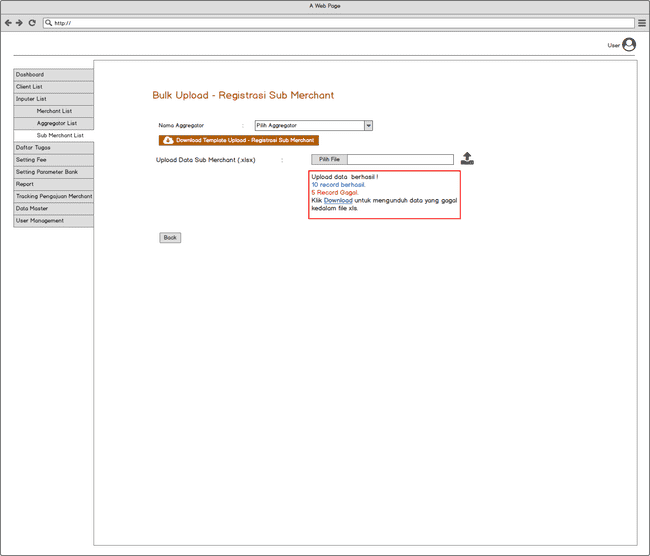 A Web Page
http://
User
Dashboard
Client List
Inputer List
Merchant List
Aggregator List
Sub Merchant List
Daftar Tugas
Setting Fee
Setting Parameter Bank
Report
Tracking Pengajuan Merchant
Data Master
User Management
Bulk Upload - Registrasi Sub Merchant
Nama Aggregator : Pilih Aggregator
Download Template Upload - Registrasi Sub Merchant
Upload Data Sub Merchant (.xlsx) : Pilih File
Upload data berhasil !
10 record berhasil.
5 Record Gagal.
Klik Download untuk mengunduh data yang gagal
kedalam file xls.
Back